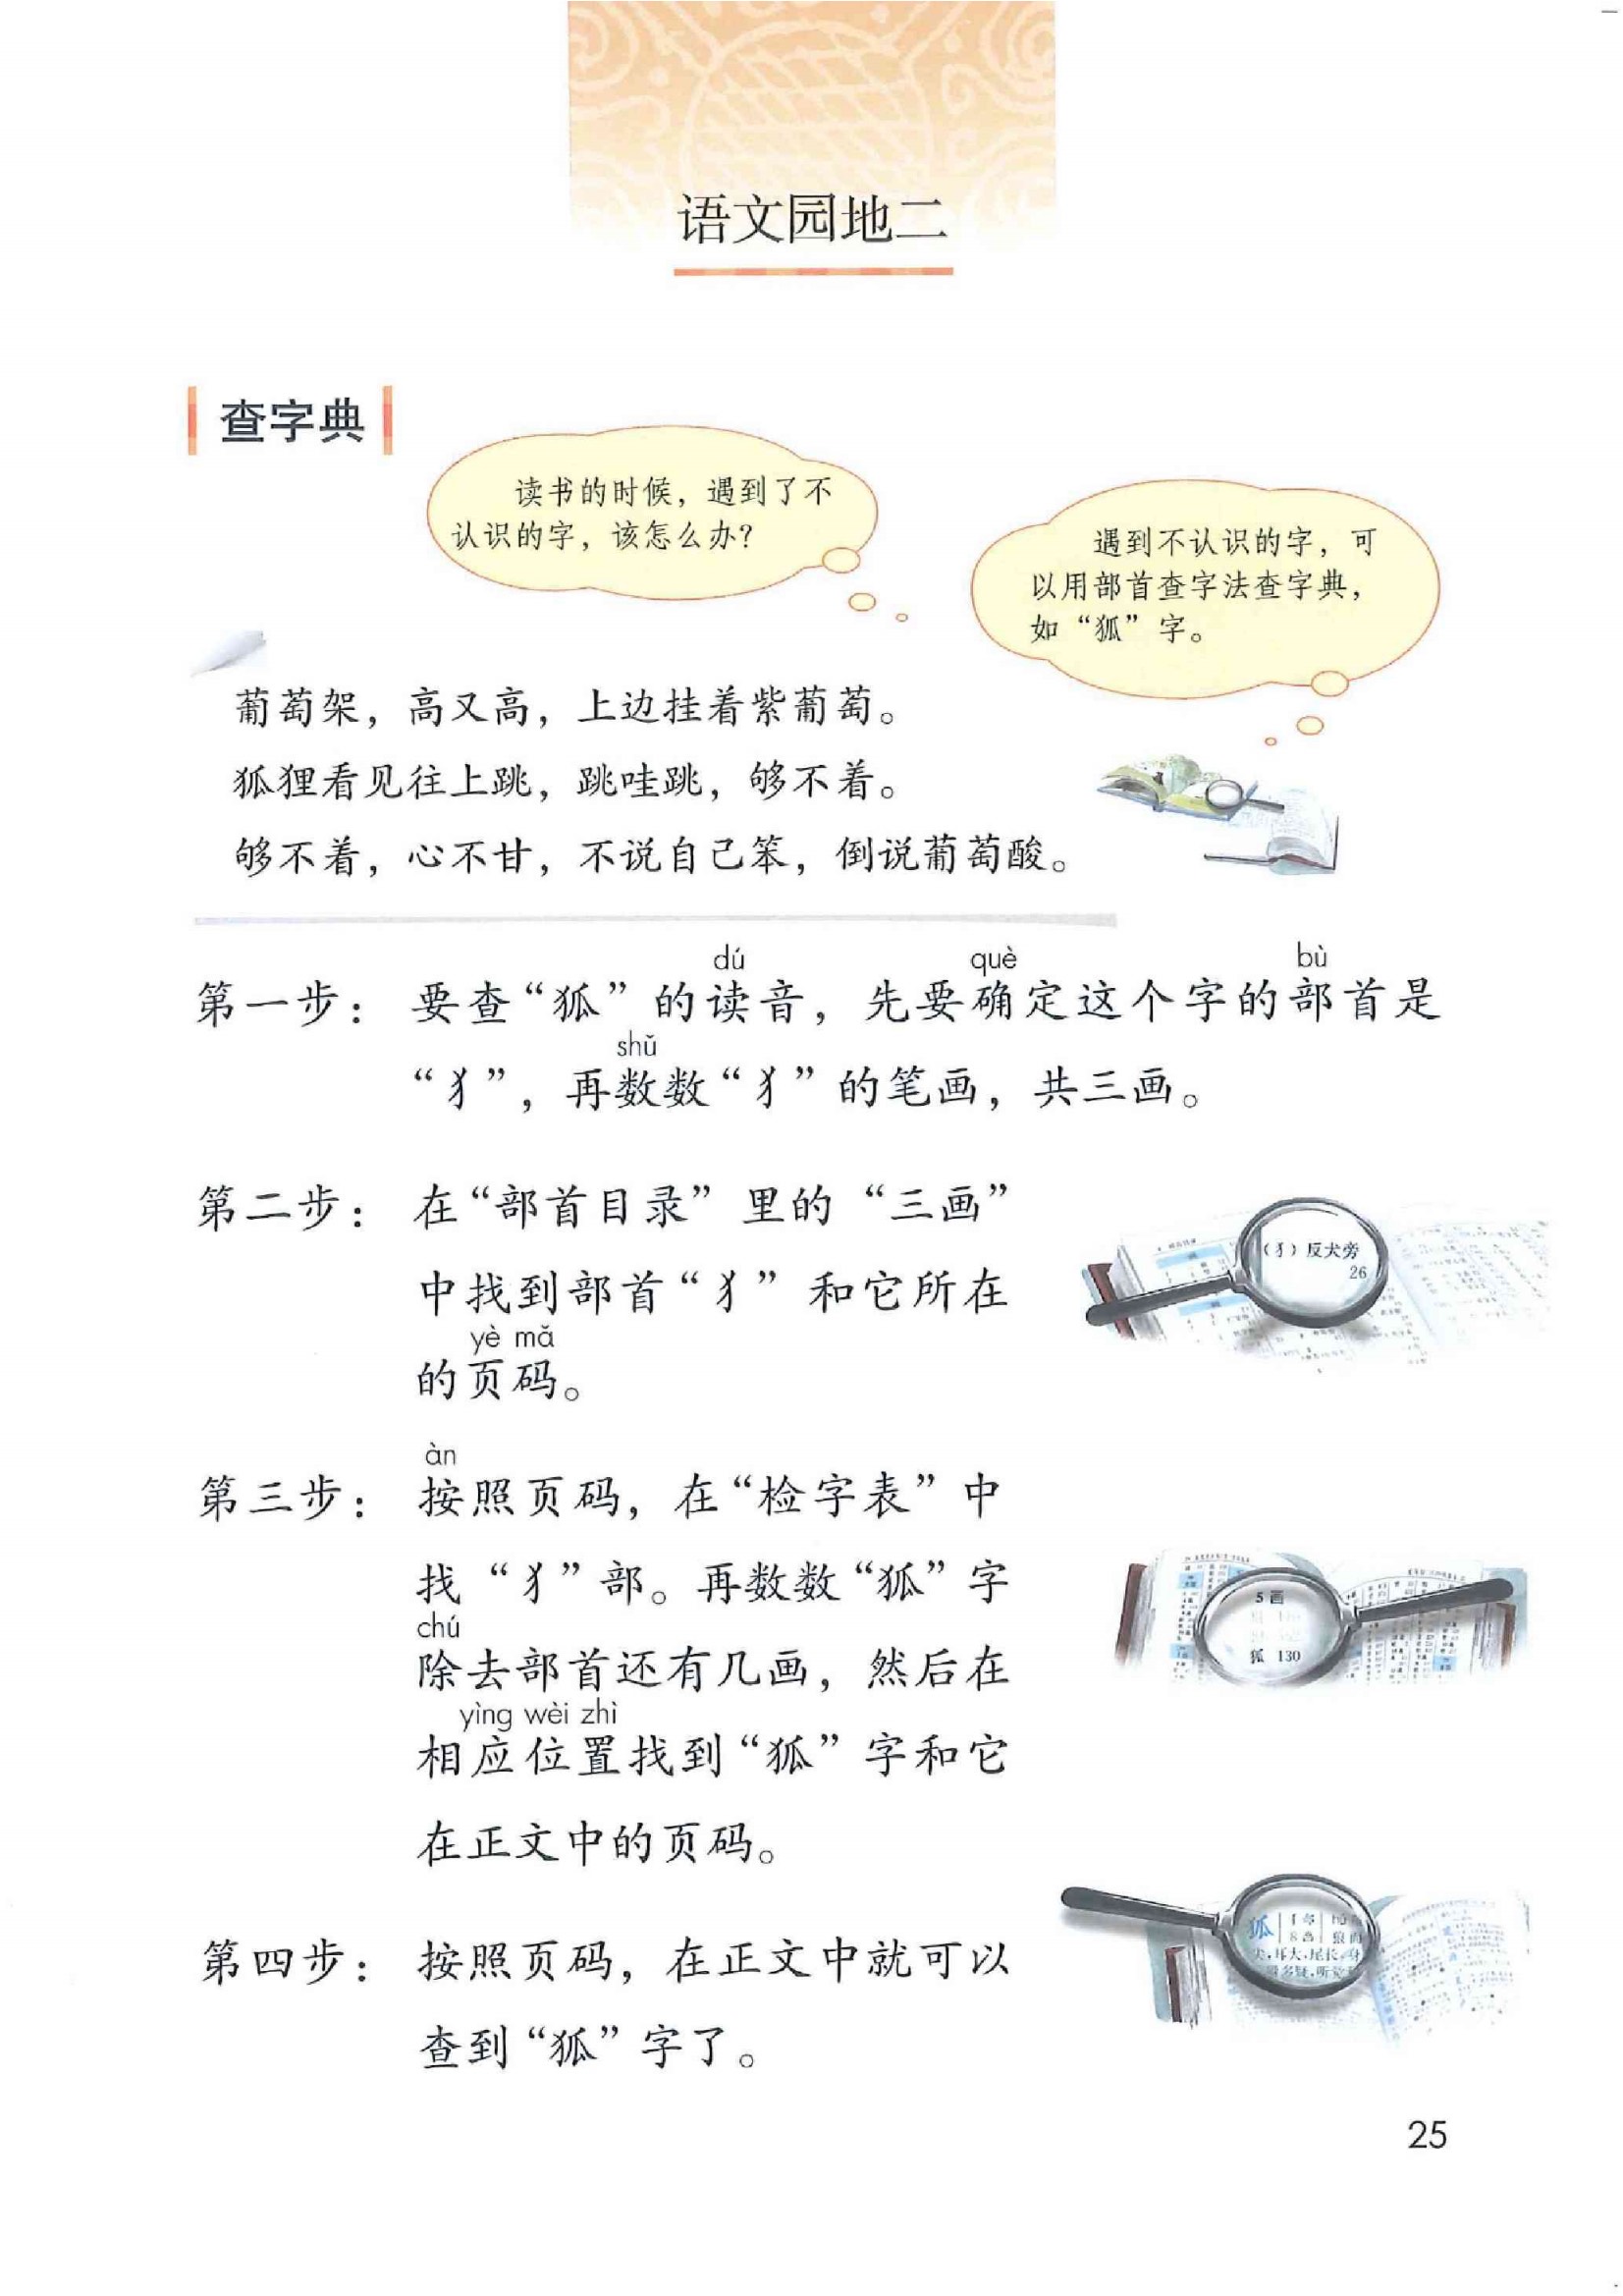 语文园地二
查字典
读书的时候，遇到了不
认识的字，该怎么办？
遇到不认识的字，可
以用部首查字法查字典，
如“狐”字。
葡萄架，高又高，上边挂着紫葡萄。
狐狸看见往上跳，跳哇跳，够不着。
够不着，心不甘，不说自己笨，倒说葡萄酸。
dú què bù
第一步： 要查“狐”的读音，先要确定这个字的部首是
shǔ
“犭”，再数数“犭”的笔画，共三画。
第二步： 在“部首目录”里的“三画”
中找到部首“犭”和它所在
yè mǎ
的页码。
（犭）反犬旁
26
àn
第三步： 按照页码，在“检字表”中
找“犭”部。再数数“狐”字
chú
除去部首还有几画，然后在
yìng wèi zhì
相应位置找到“狐”字和它
在正文中的页码。
5画
狐 130
第四步： 按照页码，在正文中就可以
查到“狐”字了。
狐
尖，耳大，尾长，身
25